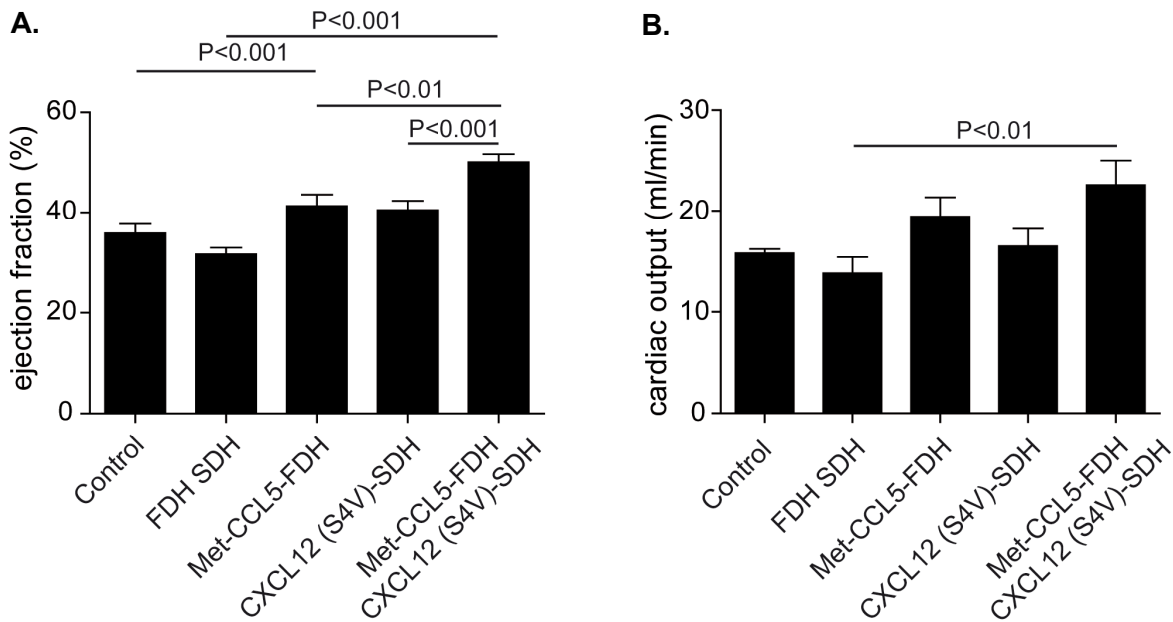 A.
P<0.001
P<0.001
P<0.01
P<0.001
ejection fraction (%)
60
40
20
0
Control
FDH SDH
Met-CCL5-FDH
CXCL12 (S4V)-SDH
Met-CCL5-FDH
CXCL12 (S4V)-SDH
B.
P<0.01
cardiac output (ml/min)
30
20
10
0
Control
FDH SDH
Met-CCL5-FDH
CXCL12 (S4V)-SDH
Met-CCL5-FDH
CXCL12 (S4V)-SDH